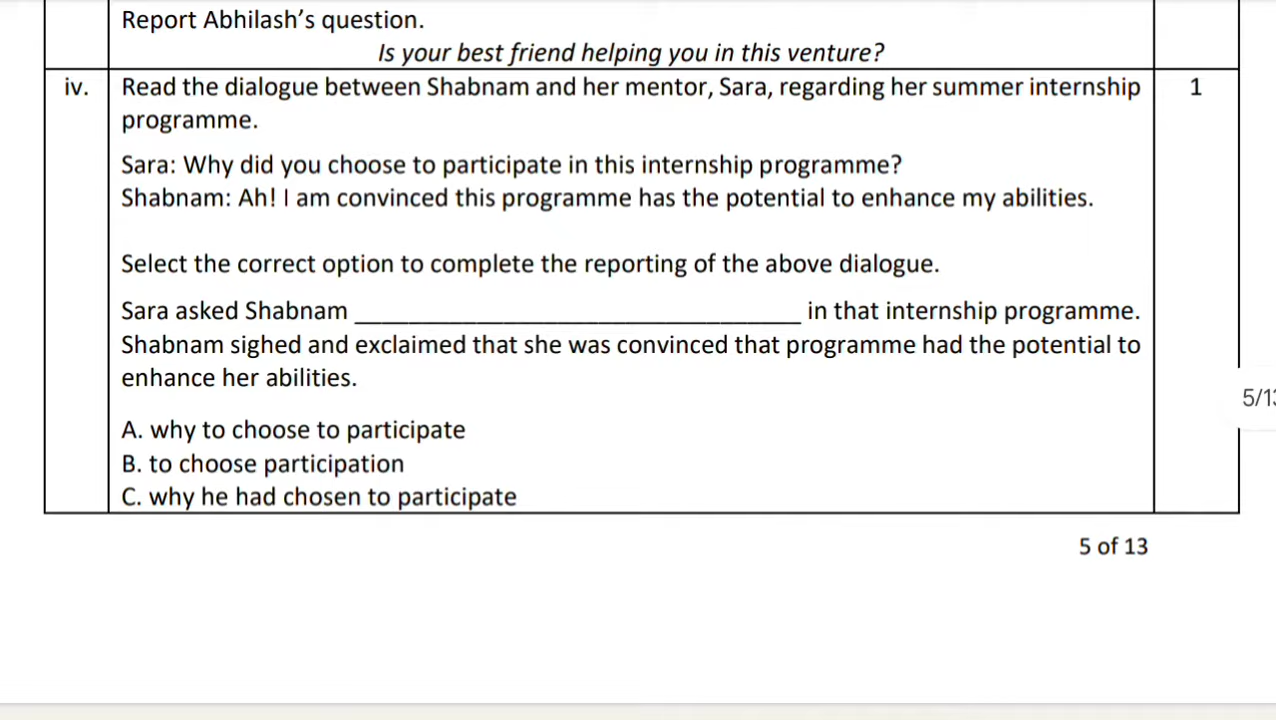 Report Abhilash’s question.
Is your best friend helping you in this venture?
iv. Read the dialogue between Shabnam and her mentor, Sara, regarding her summer internship 1
programme.
Sara: Why did you choose to participate in this internship programme?
Shabnam: Ah! I am convinced this programme has the potential to enhance my abilities.
Select the correct option to complete the reporting of the above dialogue.
Sara asked Shabnam ________________________________ in that internship programme.
Shabnam sighed and exclaimed that she was convinced that programme had the potential to
enhance her abilities.
5/13
A. why to choose to participate
B. to choose participation
C. why he had chosen to participate
5 of 13